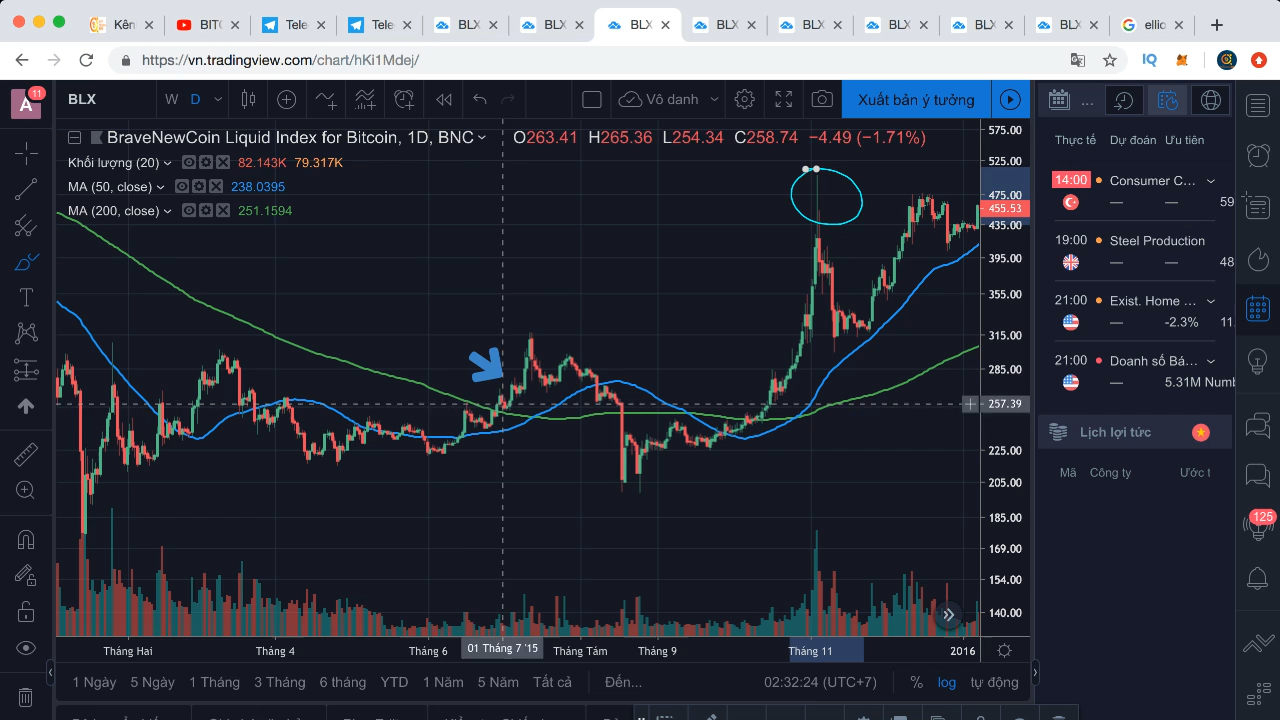 Kên
BIT
Tele
Tele
BLX
BLX
BLX
BLX
BLX
BLX
BLX
BLX
ellio
https://vn.tradingview.com/chart/hKi1Mdej/
A 11
BLX
W D
Vô danh
Xuất bản ý tưởng
...
BraveNewCoin Liquid Index for Bitcoin, 1D, BNC O263.41 H265.36 L254.34 C258.74 −4.49 (−1.71%)
Khối lượng (20) 82.143K 79.317K
MA (50, close) 238.0395
MA (200, close) 251.1594
575.00
525.00
475.00
455.53
435.00
395.00
355.00
315.00
285.00
257.39
225.00
205.00
185.00
169.00
154.00
140.00
Thực tế Dự đoán Ưu tiên
14:00 Consumer C...
— — 59
19:00 Steel Production
— — 48
21:00 Exist. Home ...
— -2.3% 11
21:00 Doanh số Bá...
— 5.31M Numb
Lịch lợi tức
Mã Công ty Ước t
125
Tháng Hai Tháng 4 Tháng 6 01 Tháng 7 '15 Tháng Tám Tháng 9 Tháng 11 2016
1 Ngày 5 Ngày 1 Tháng 3 Tháng 6 tháng YTD 1 Năm 5 Năm Tất cả Đến... 02:32:24 (UTC+7) % log tự động